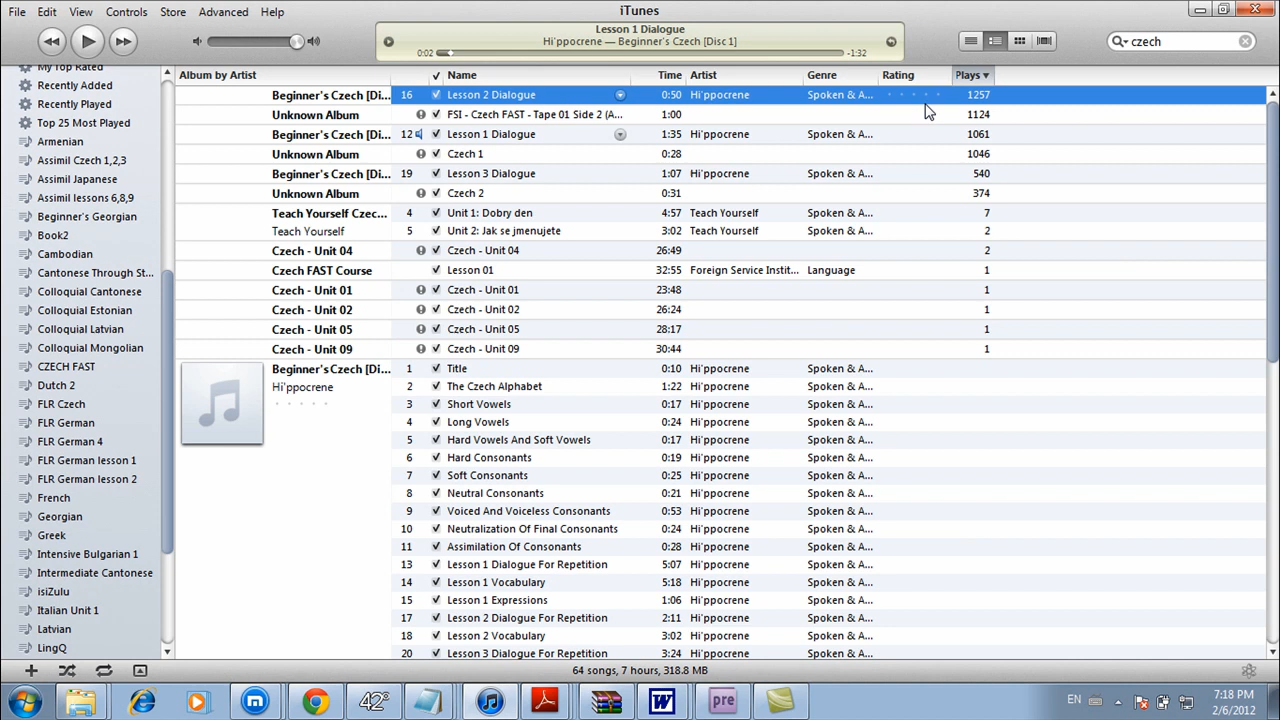 File Edit View Controls Store Advanced Help
iTunes
Lesson 1 Dialogue
Hi'ppocrene — Beginner's Czech [Disc 1]
0:02 -1:32
czech
My Top Rated
Recently Added
Recently Played
Top 25 Most Played
Armenian
Assimil Czech 1,2,3
Assimil Japanese
Assimil lessons 6,8,9
Beginner's Georgian
Book2
Cambodian
Cantonese Through St...
Colloquial Cantonese
Colloquial Estonian
Colloquial Latvian
Colloquial Mongolian
CZECH FAST
Dutch 2
FLR Czech
FLR German
FLR German 4
FLR German lesson 1
FLR German lesson 2
French
Georgian
Greek
Intensive Bulgarian 1
Intermediate Cantonese
isiZulu
Italian Unit 1
Latvian
LingQ
Album by Artist Name Time Artist Genre Rating Plays
Beginner's Czech [Di... 16 Lesson 2 Dialogue 0:50 Hi'ppocrene Spoken & A... 1257
Unknown Album FSI - Czech FAST - Tape 01 Side 2 (A... 1:00 1124
Beginner's Czech [Di... 12 Lesson 1 Dialogue 1:35 Hi'ppocrene Spoken & A... 1061
Unknown Album Czech 1 0:28 1046
Beginner's Czech [Di... 19 Lesson 3 Dialogue 1:07 Hi'ppocrene Spoken & A... 540
Unknown Album Czech 2 0:31 374
Teach Yourself Czec... 4 Unit 1: Dobry den 4:57 Teach Yourself Spoken & A... 7
Teach Yourself 5 Unit 2: Jak se jmenujete 3:02 Teach Yourself Spoken & A... 2
Czech - Unit 04 Czech - Unit 04 26:49 2
Czech FAST Course Lesson 01 32:55 Foreign Service Instit... Language 1
Czech - Unit 01 Czech - Unit 01 23:48 1
Czech - Unit 02 Czech - Unit 02 26:24 1
Czech - Unit 05 Czech - Unit 05 28:17 1
Czech - Unit 09 Czech - Unit 09 30:44 1
Beginner's Czech [Di... 1 Title 0:10 Hi'ppocrene Spoken & A...
Hi'ppocrene 2 The Czech Alphabet 1:22 Hi'ppocrene Spoken & A...
3 Short Vowels 0:17 Hi'ppocrene Spoken & A...
4 Long Vowels 0:24 Hi'ppocrene Spoken & A...
5 Hard Vowels And Soft Vowels 0:17 Hi'ppocrene Spoken & A...
6 Hard Consonants 0:19 Hi'ppocrene Spoken & A...
7 Soft Consonants 0:25 Hi'ppocrene Spoken & A...
8 Neutral Consonants 0:21 Hi'ppocrene Spoken & A...
9 Voiced And Voiceless Consonants 0:53 Hi'ppocrene Spoken & A...
10 Neutralization Of Final Consonants 0:24 Hi'ppocrene Spoken & A...
11 Assimilation Of Consonants 0:28 Hi'ppocrene Spoken & A...
13 Lesson 1 Dialogue For Repetition 5:07 Hi'ppocrene Spoken & A...
14 Lesson 1 Vocabulary 5:18 Hi'ppocrene Spoken & A...
15 Lesson 1 Expressions 1:06 Hi'ppocrene Spoken & A...
17 Lesson 2 Dialogue For Repetition 2:11 Hi'ppocrene Spoken & A...
18 Lesson 2 Vocabulary 3:02 Hi'ppocrene Spoken & A...
20 Lesson 3 Dialogue For Repetition 3:24 Hi'ppocrene Spoken & A...
64 songs, 7 hours, 318.8 MB
42° W pre EN 7:18 PM
2/6/2012